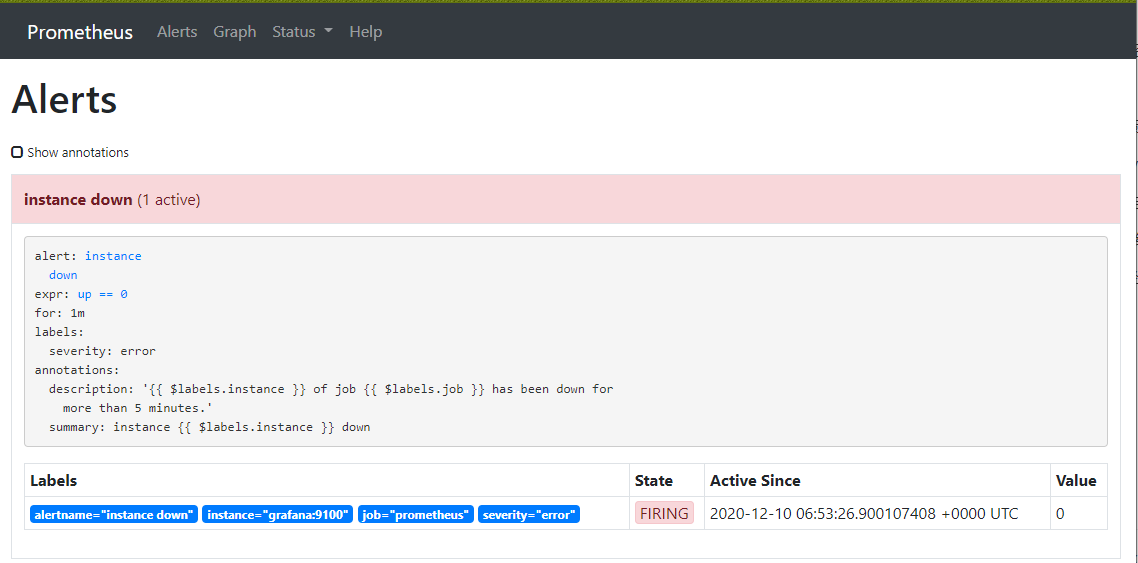 Prometheus Alerts Graph Status Help
Alerts
Show annotations
instance down (1 active)
alert: instance
  down
expr: up == 0
for: 1m
labels:
  severity: error
annotations:
  description: '{{ $labels.instance }} of job {{ $labels.job }} has been down for
    more than 5 minutes.'
  summary: instance {{ $labels.instance }} down
Labels State Active Since Value
alertname="instance down" instance="grafana:9100" job="prometheus" severity="error" FIRING 2020-12-10 06:53:26.900107408 +0000 UTC 0